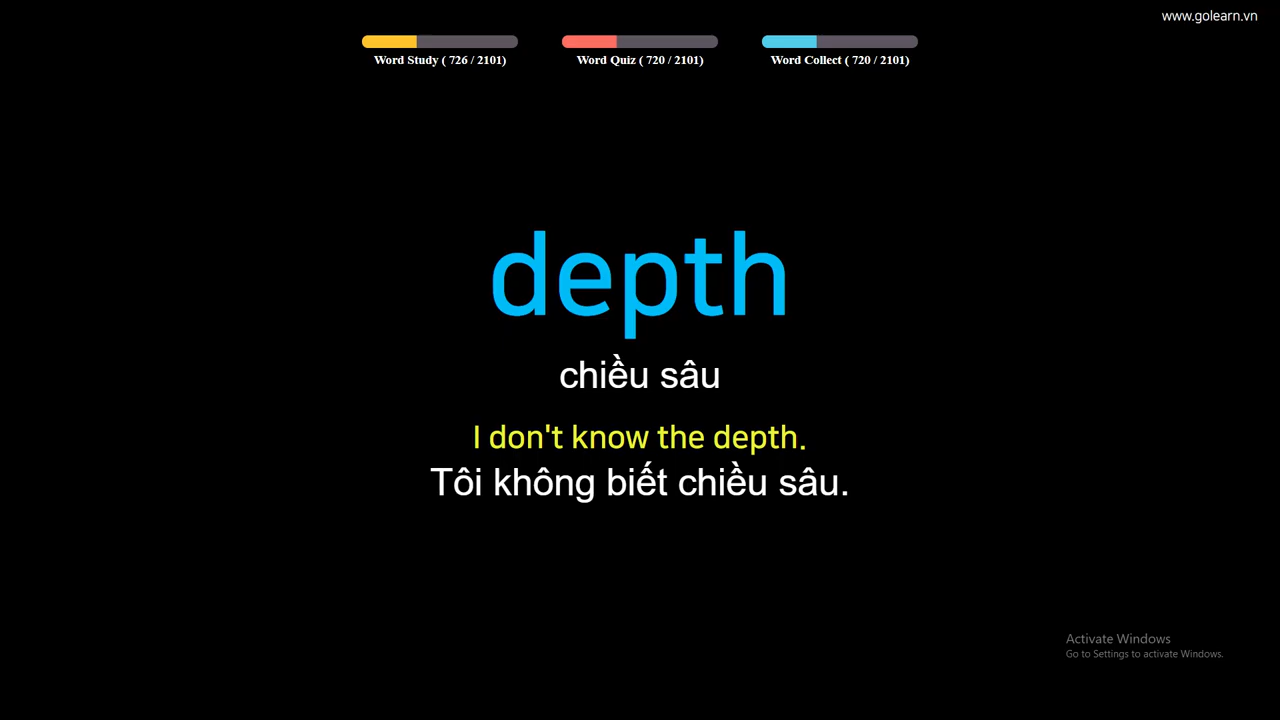 www.golearn.vn
Word Study ( 726 / 2101)
Word Quiz ( 720 / 2101)
Word Collect ( 720 / 2101)
depth
chiều sâu
I don't know the depth.
Tôi không biết chiều sâu.
Activate Windows
Go to Settings to activate Windows.